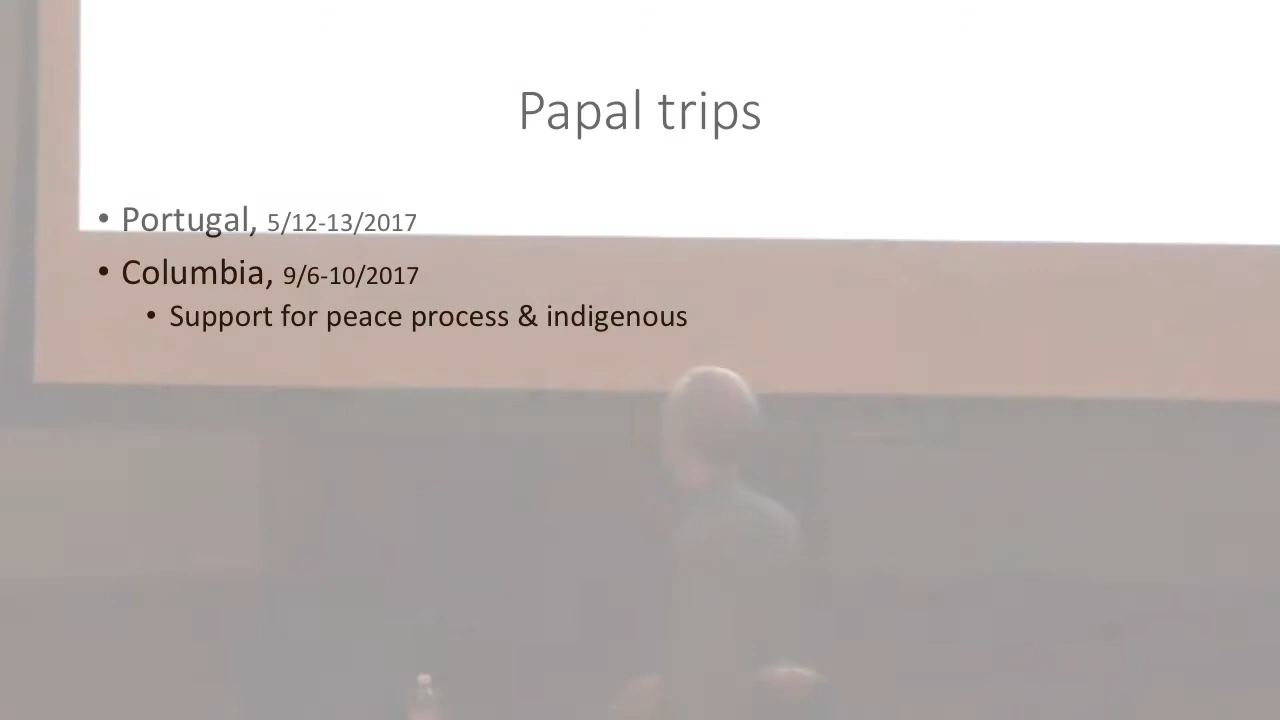 Papal trips
• Portugal, 5/12-13/2017
• Columbia, 9/6-10/2017
• Support for peace process & indigenous